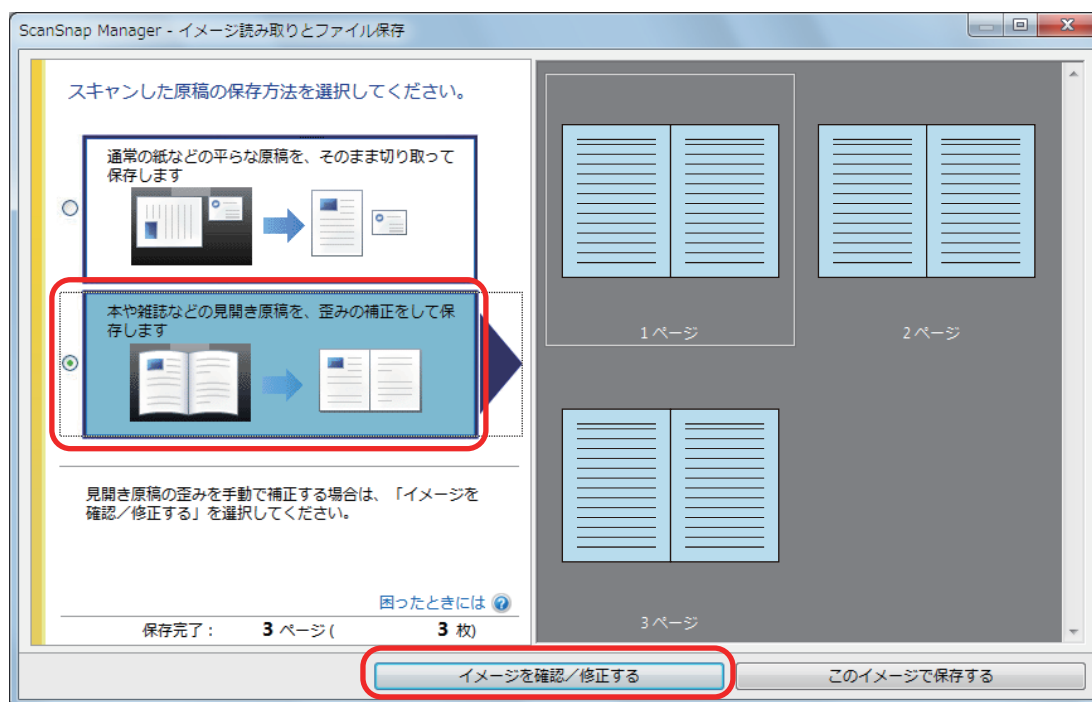 ScanSnap Manager - イメージ読み取りとファイル保存
スキャンした原稿の保存方法を選択してください。
通常の紙などの平らな原稿を、そのまま切り取って
保存します
本や雑誌などの見開き原稿を、歪みの補正をして保
存します
見開き原稿の歪みを手動で補正する場合は、「イメージを
確認／修正する」を選択してください。
困ったときには
保存完了： 3 ページ ( 3 枚)
1 ページ
2 ページ
3 ページ
イメージを確認／修正する
このイメージで保存する